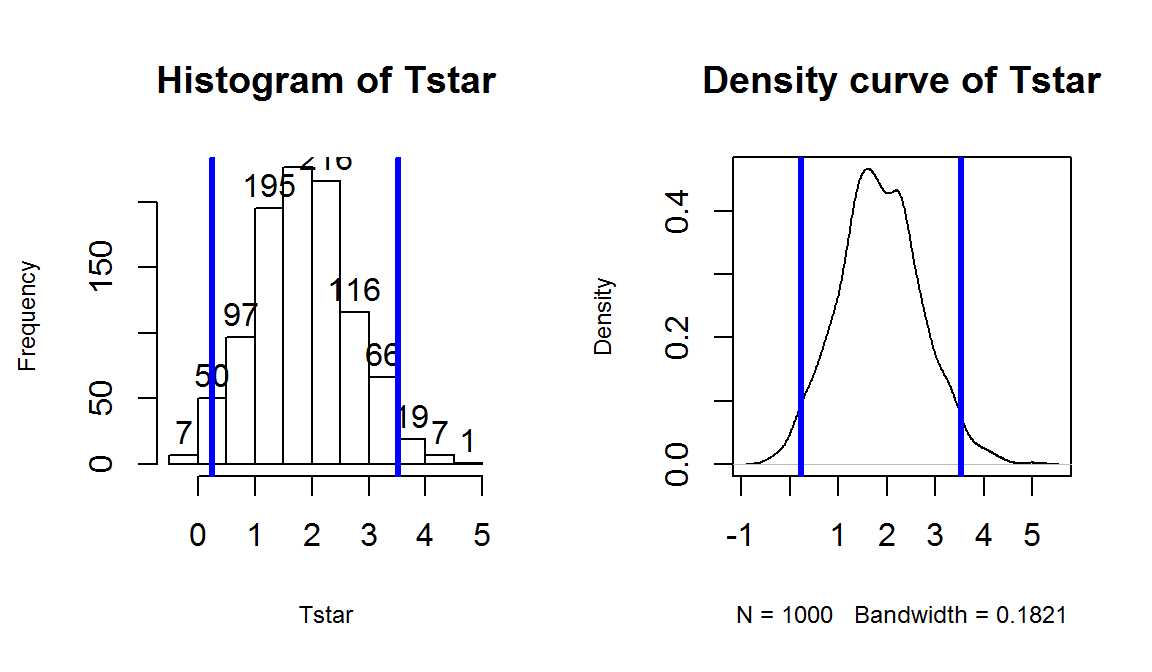 Histogram of Tstar
Frequency
0
50
150
7
50
97
195
216
116
66
19
7
1
0 1 2 3 4 5
Tstar
Density curve of Tstar
Density
0.0
0.2
0.4
-1 1 2 3 4 5
N = 1000 Bandwidth = 0.1821